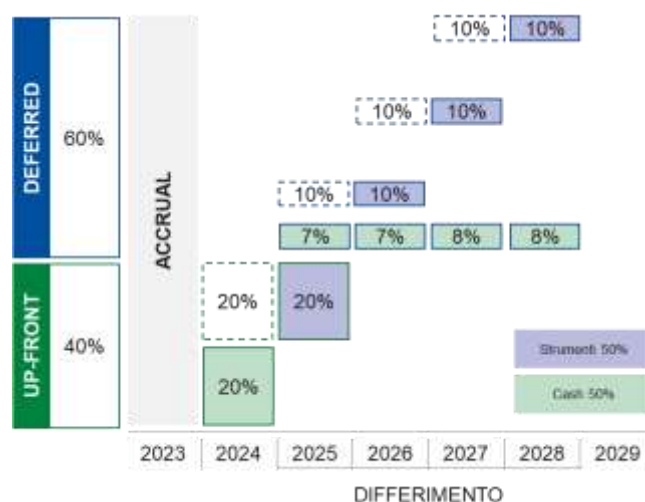 10% 10%
DEFERRED
60%
10% 10%
10% 10%
7% 7% 8% 8%
ACCRUAL
UP-FRONT
40%
20% 20%
Strumenti: 50%
20%
Cash: 50%
2023 2024 2025 2026 2027 2028 2029
DIFFERIMENTO